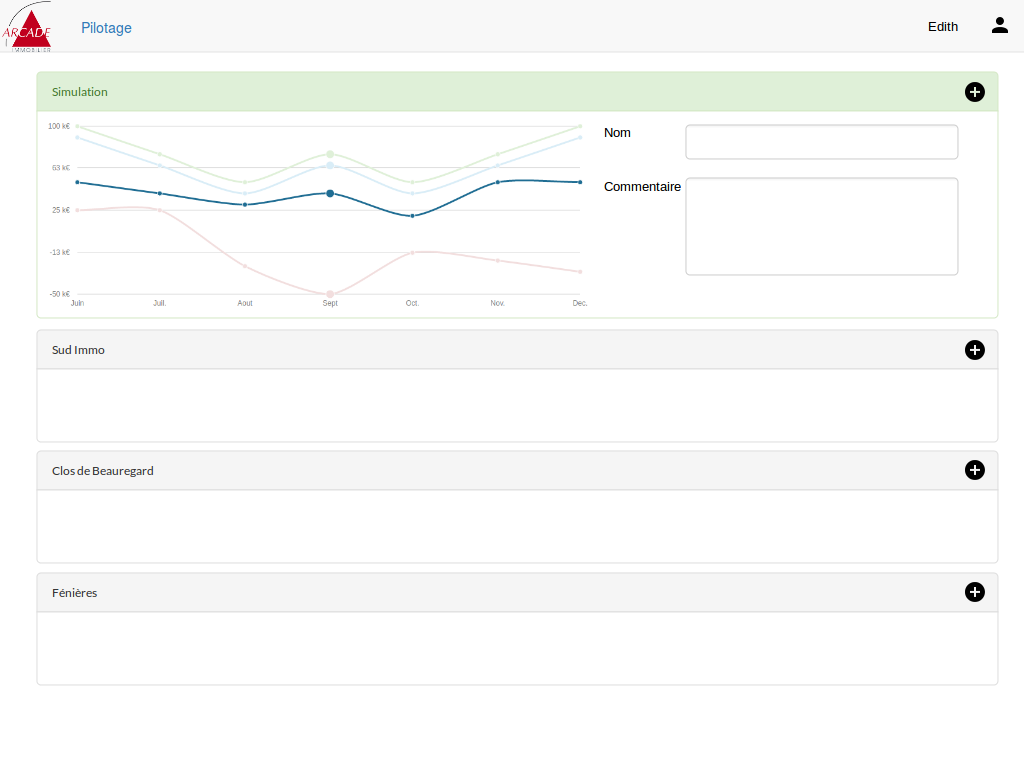 ARCADE
IMMOBILIER
Pilotage
Edith
Simulation
100 k€
63 k€
25 k€
-13 k€
-50 k€
Juin
Juil.
Aout
Sept
Oct.
Nov.
Dec.
Nom
Commentaire
Sud Immo
Clos de Beauregard
Fénières